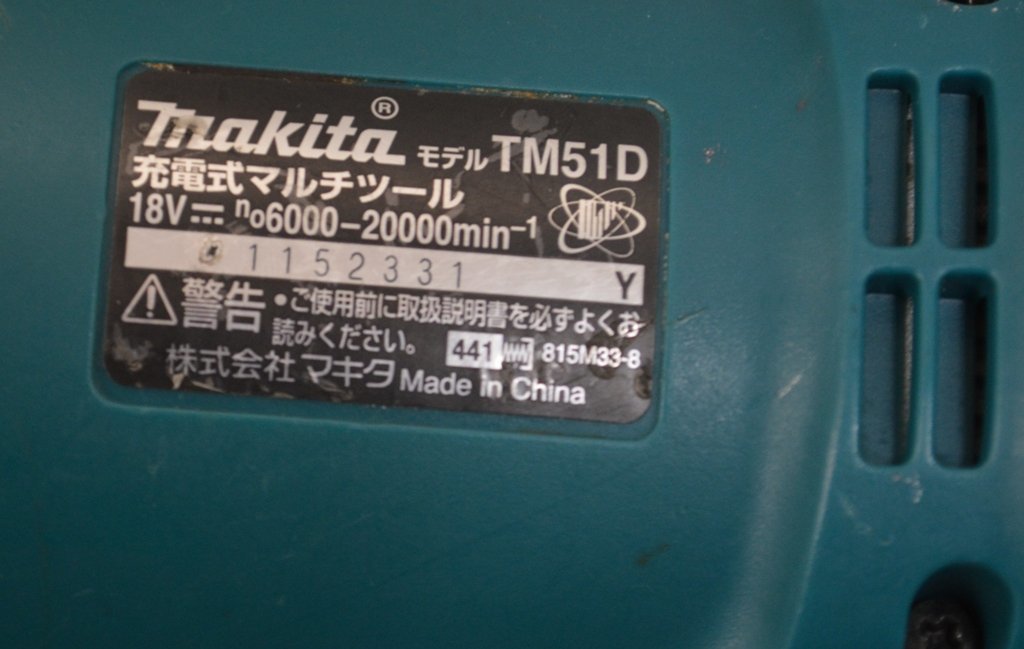 makita® モデル TM51D
充電式マルチツール
18V⎓ n₀6000-20000min⁻¹
1152331 Y
警告 ・ご使用前に取扱説明書を必ずよくお
読みください。
441 815M33-8
株式会社 マキタ Made in China